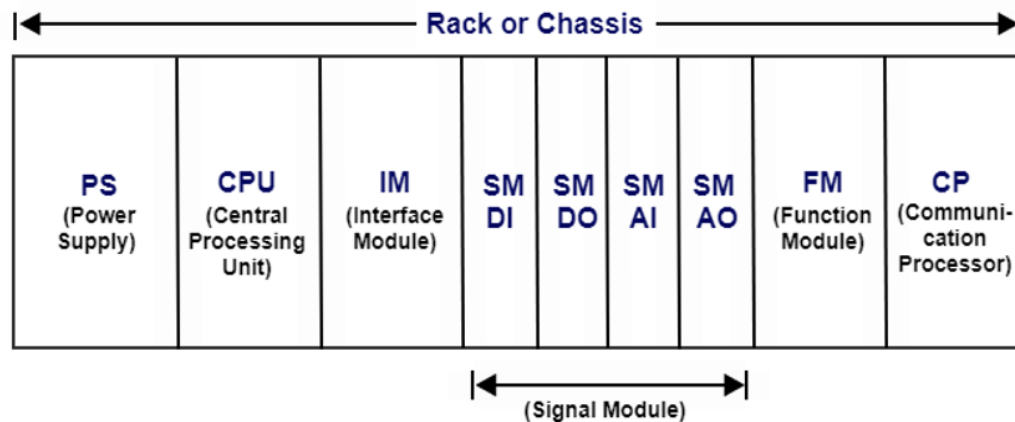 Rack or Chassis
PS
(Power
Supply)
CPU
(Central
Processing
Unit)
IM
(Interface
Module)
SM
DI
SM
DO
SM
AI
SM
AO
FM
(Function
Module)
CP
(Communi-
cation
Processor)
(Signal Module)